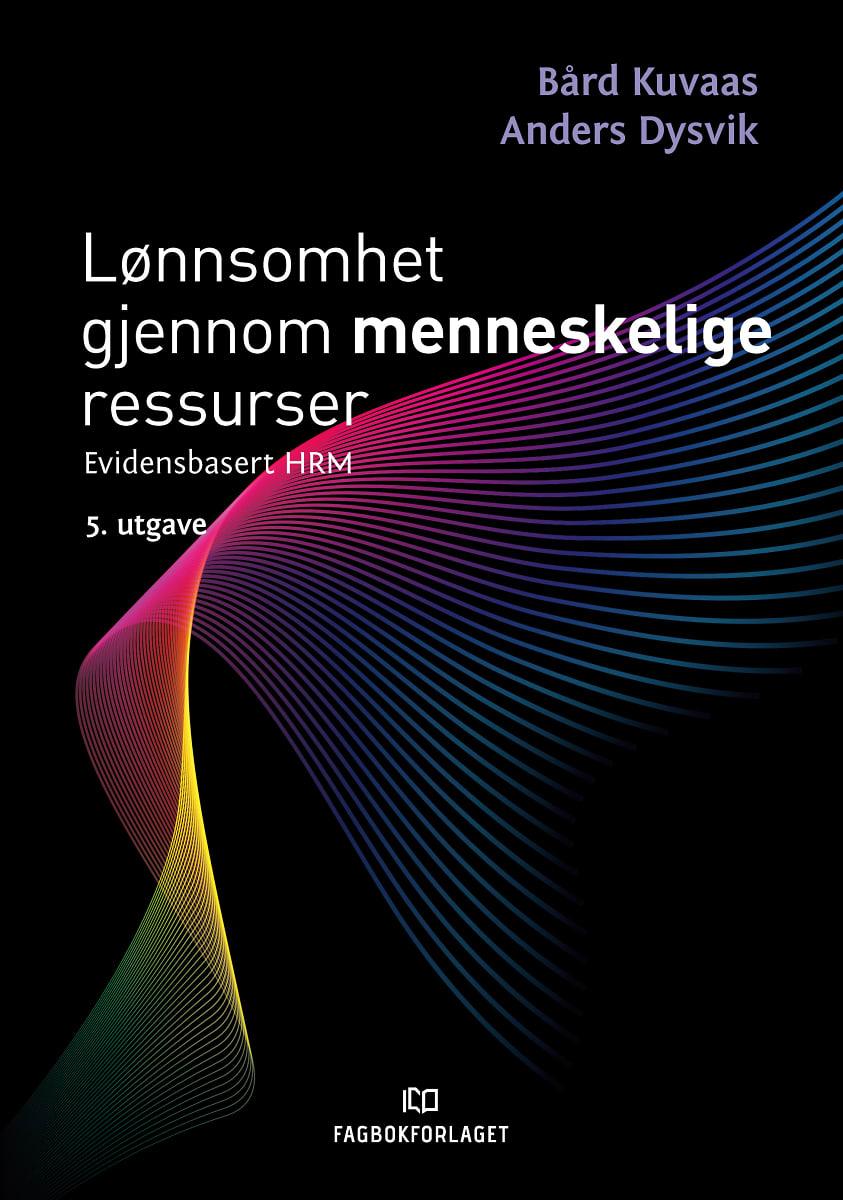 Bård Kuvaas
Anders Dysvik
Lønnsomhet
gjennom menneskelige
ressurser
Evidensbasert HRM
5. utgave
FAGBOKFORLAGET